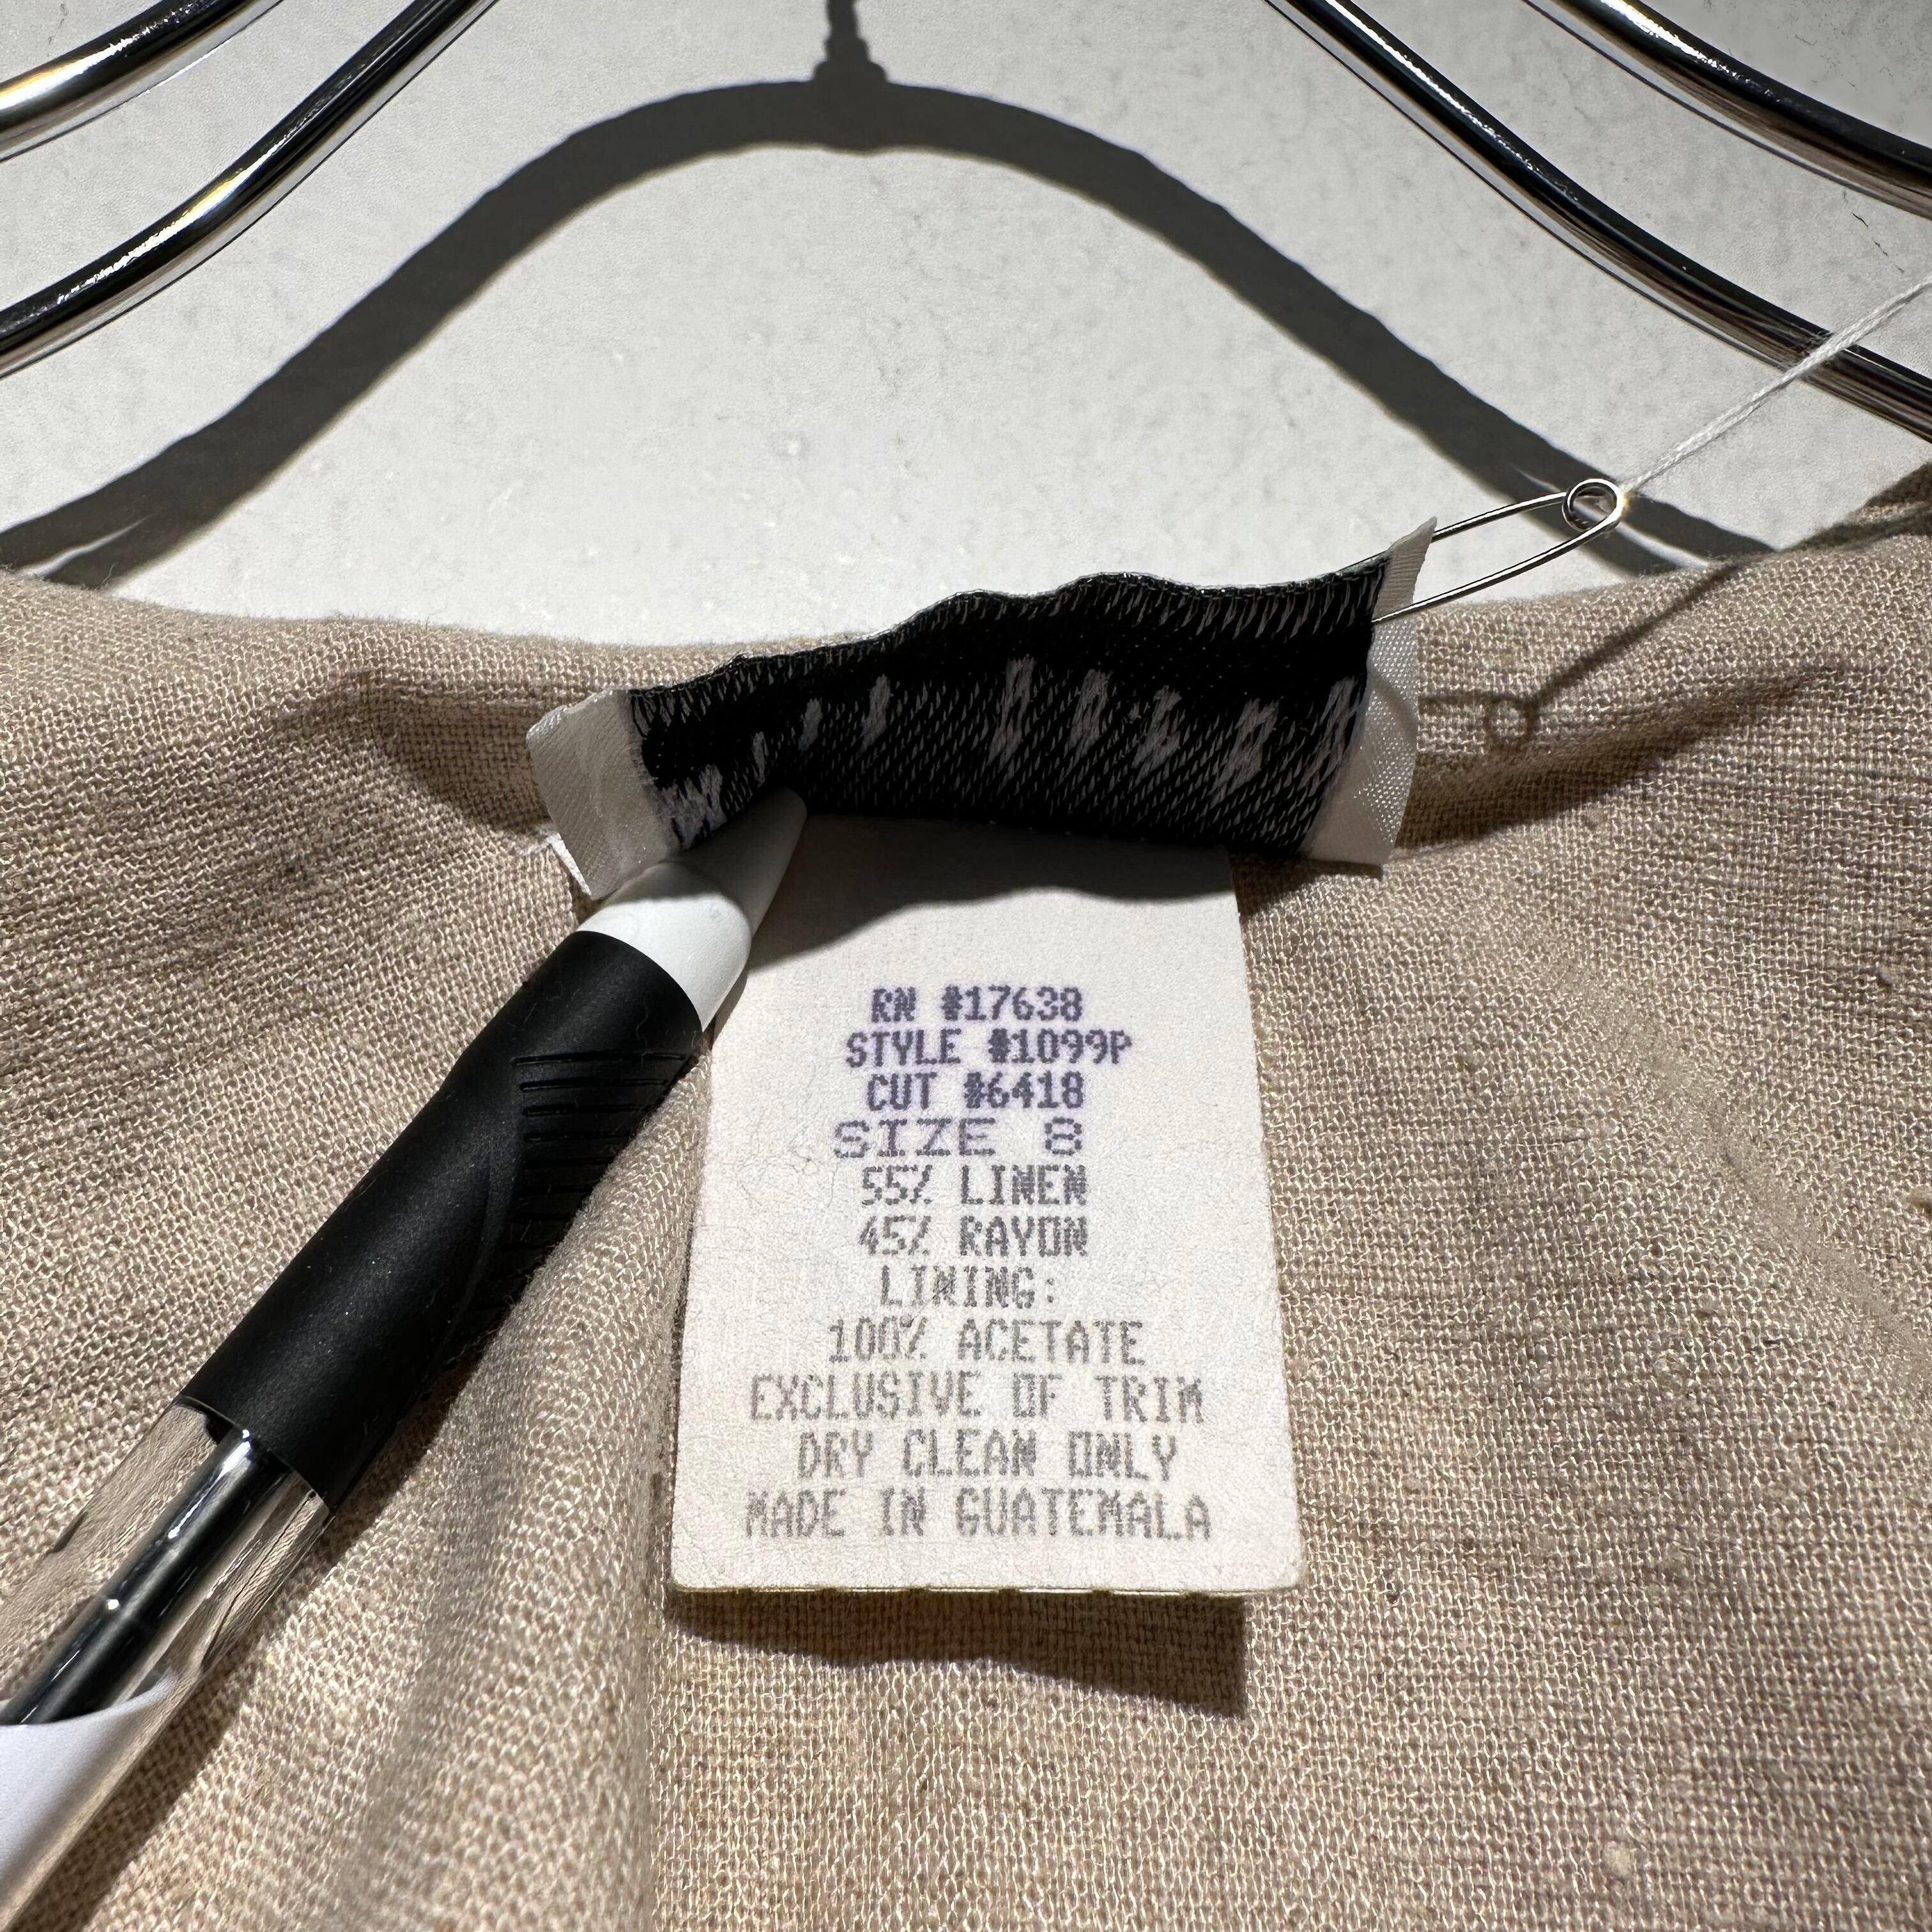 RN #17638
STYLE #1099P
CUT #6418
SIZE 8
55% LINEN
45% RAYON
LINING:
100% ACETATE
EXCLUSIVE OF TRIM
DRY CLEAN ONLY
MADE IN GUATEMALA